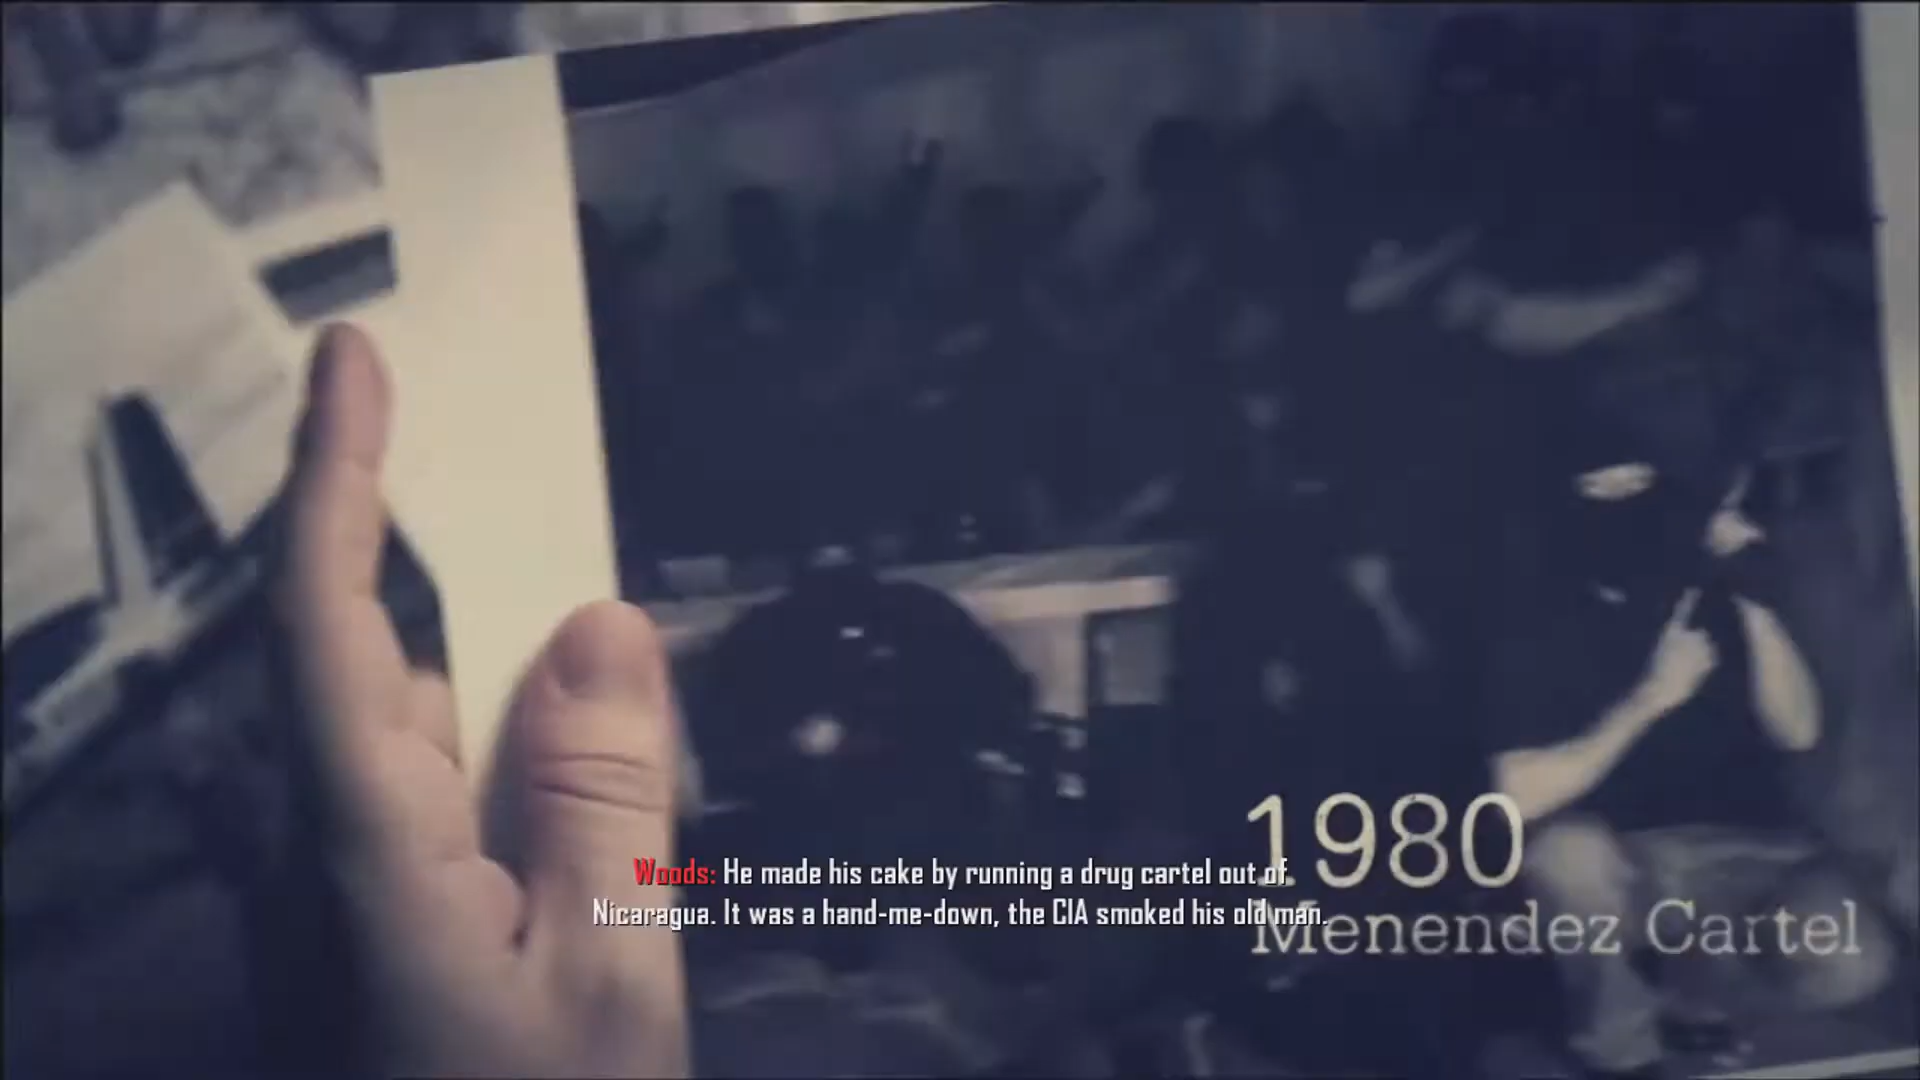 1980
Woods: He made his cake by running a drug cartel out of
Nicaragua. It was a hand-me-down, the CIA smoked his old man.
Menendez Cartel